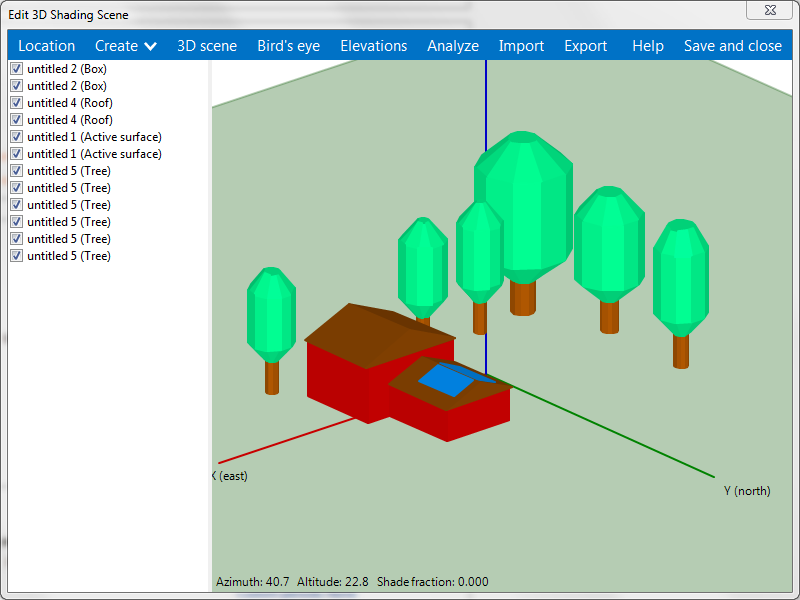 Edit 3D Shading Scene
Location Create 3D scene Bird's eye Elevations Analyze Import Export Help Save and close
untitled 2 (Box)
untitled 2 (Box)
untitled 4 (Roof)
untitled 4 (Roof)
untitled 1 (Active surface)
untitled 1 (Active surface)
untitled 5 (Tree)
untitled 5 (Tree)
untitled 5 (Tree)
untitled 5 (Tree)
untitled 5 (Tree)
untitled 5 (Tree)
X (east)
Y (north)
Azimuth: 40.7 Altitude: 22.8 Shade fraction: 0.000